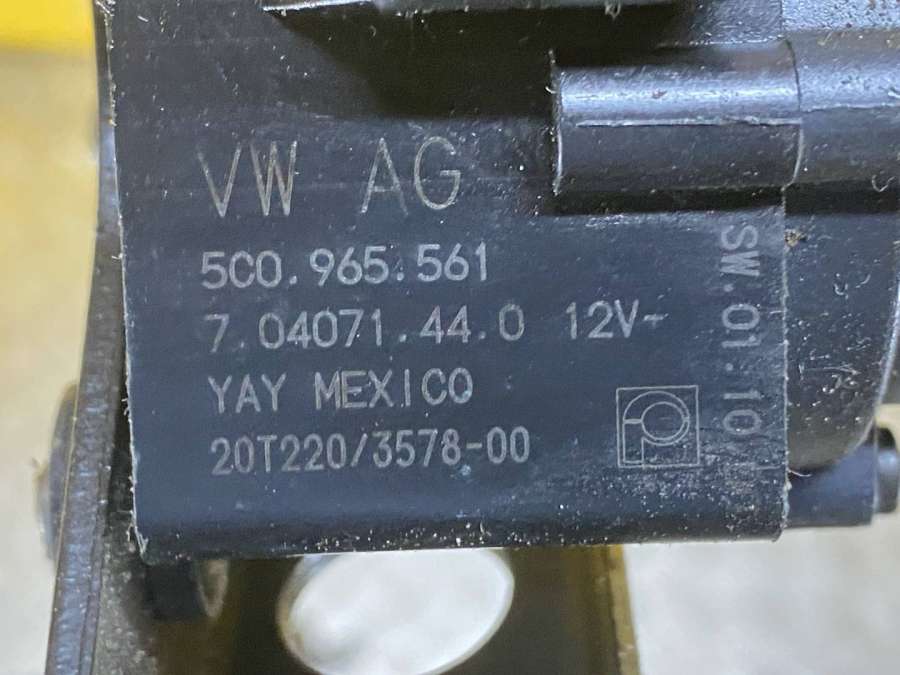 VW AG
5C0.965.561
7.04071.44.0 12V-
YAY MEXICO
20T220/3578-00
SW.01.10